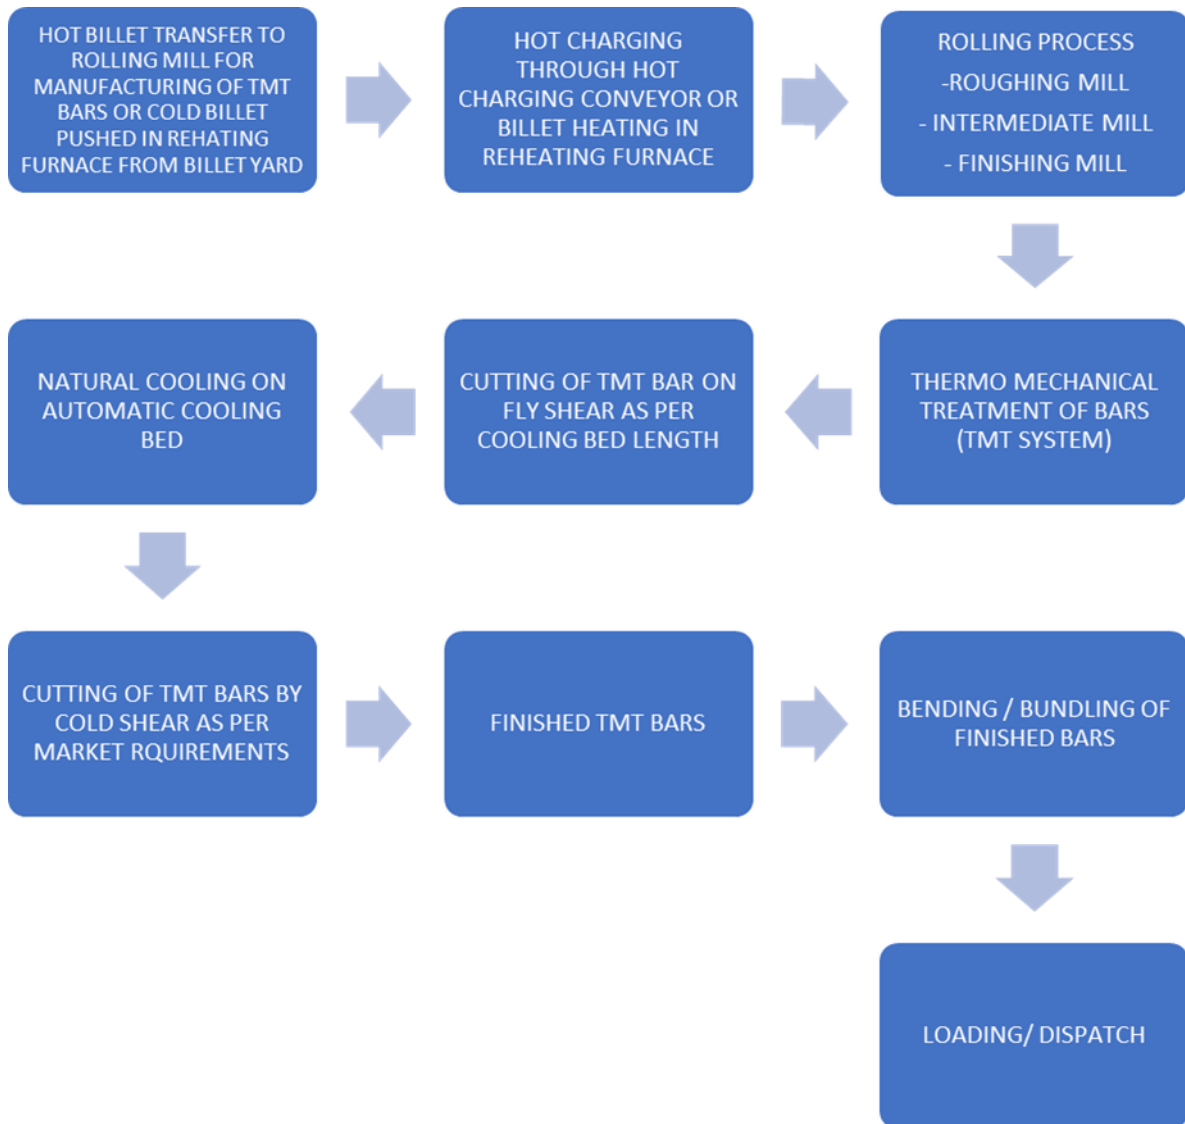 HOT BILLET TRANSFER TO
ROLLING MILL FOR
MANUFACTURING OF TMT
BARS OR COLD BILLET
PUSHED IN REHATING
FURNACE FROM BILLET YARD
HOT CHARGING
THROUGH HOT
CHARGING CONVEYOR OR
BILLET HEATING IN
REHEATING FURNACE
ROLLING PROCESS
-ROUGHING MILL
- INTERMEDIATE MILL
- FINISHING MILL
THERMO MECHANICAL
TREATMENT OF BARS
(TMT SYSTEM)
CUTTING OF TMT BAR ON
FLY SHEAR AS PER
COOLING BED LENGTH
NATURAL COOLING ON
AUTOMATIC COOLING
BED
CUTTING OF TMT BARS BY
COLD SHEAR AS PER
MARKET RQUIREMENTS
FINISHED TMT BARS
BENDING / BUNDLING OF
FINISHED BARS
LOADING/ DISPATCH